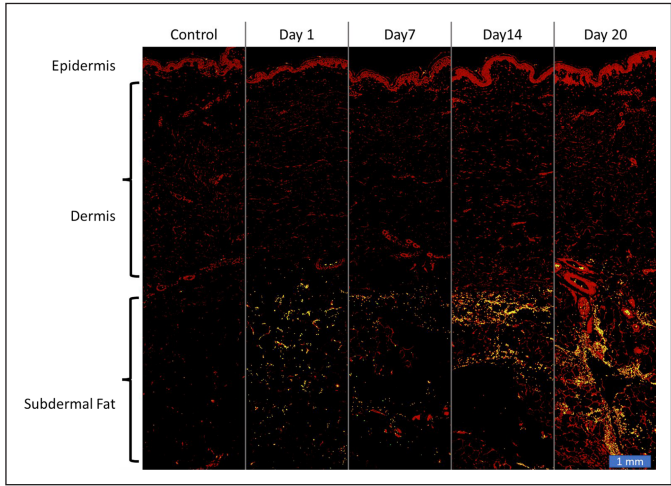 Control Day 1 Day7 Day14 Day 20
Epidermis
Dermis
Subdermal Fat
1 mm